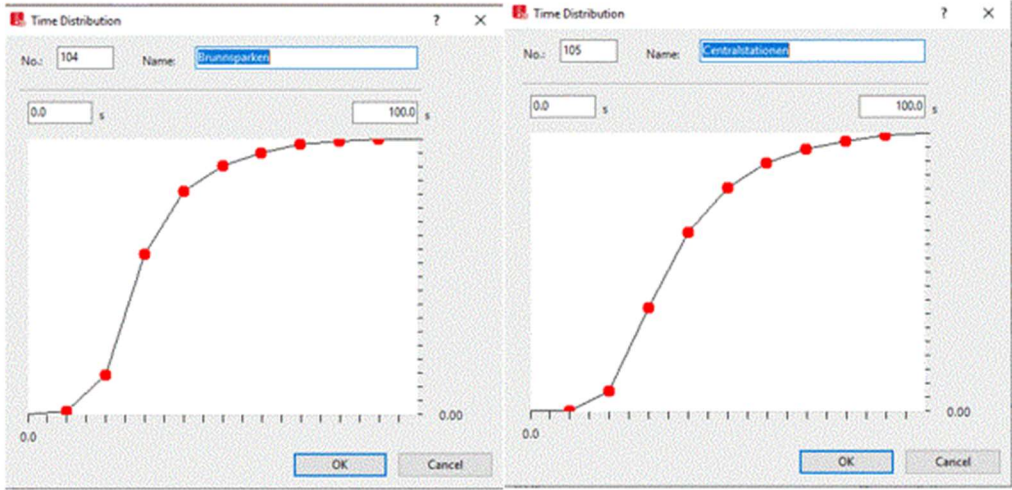 Time Distribution ?
No.: 104 Name: Brunnsparken
0.0 s 100.0 s
0.00
0.0
OK Cancel
Time Distribution ?
No.: 105 Name: Centralstationen
0.0 s 100.0 s
0.00
0.0
OK Cancel